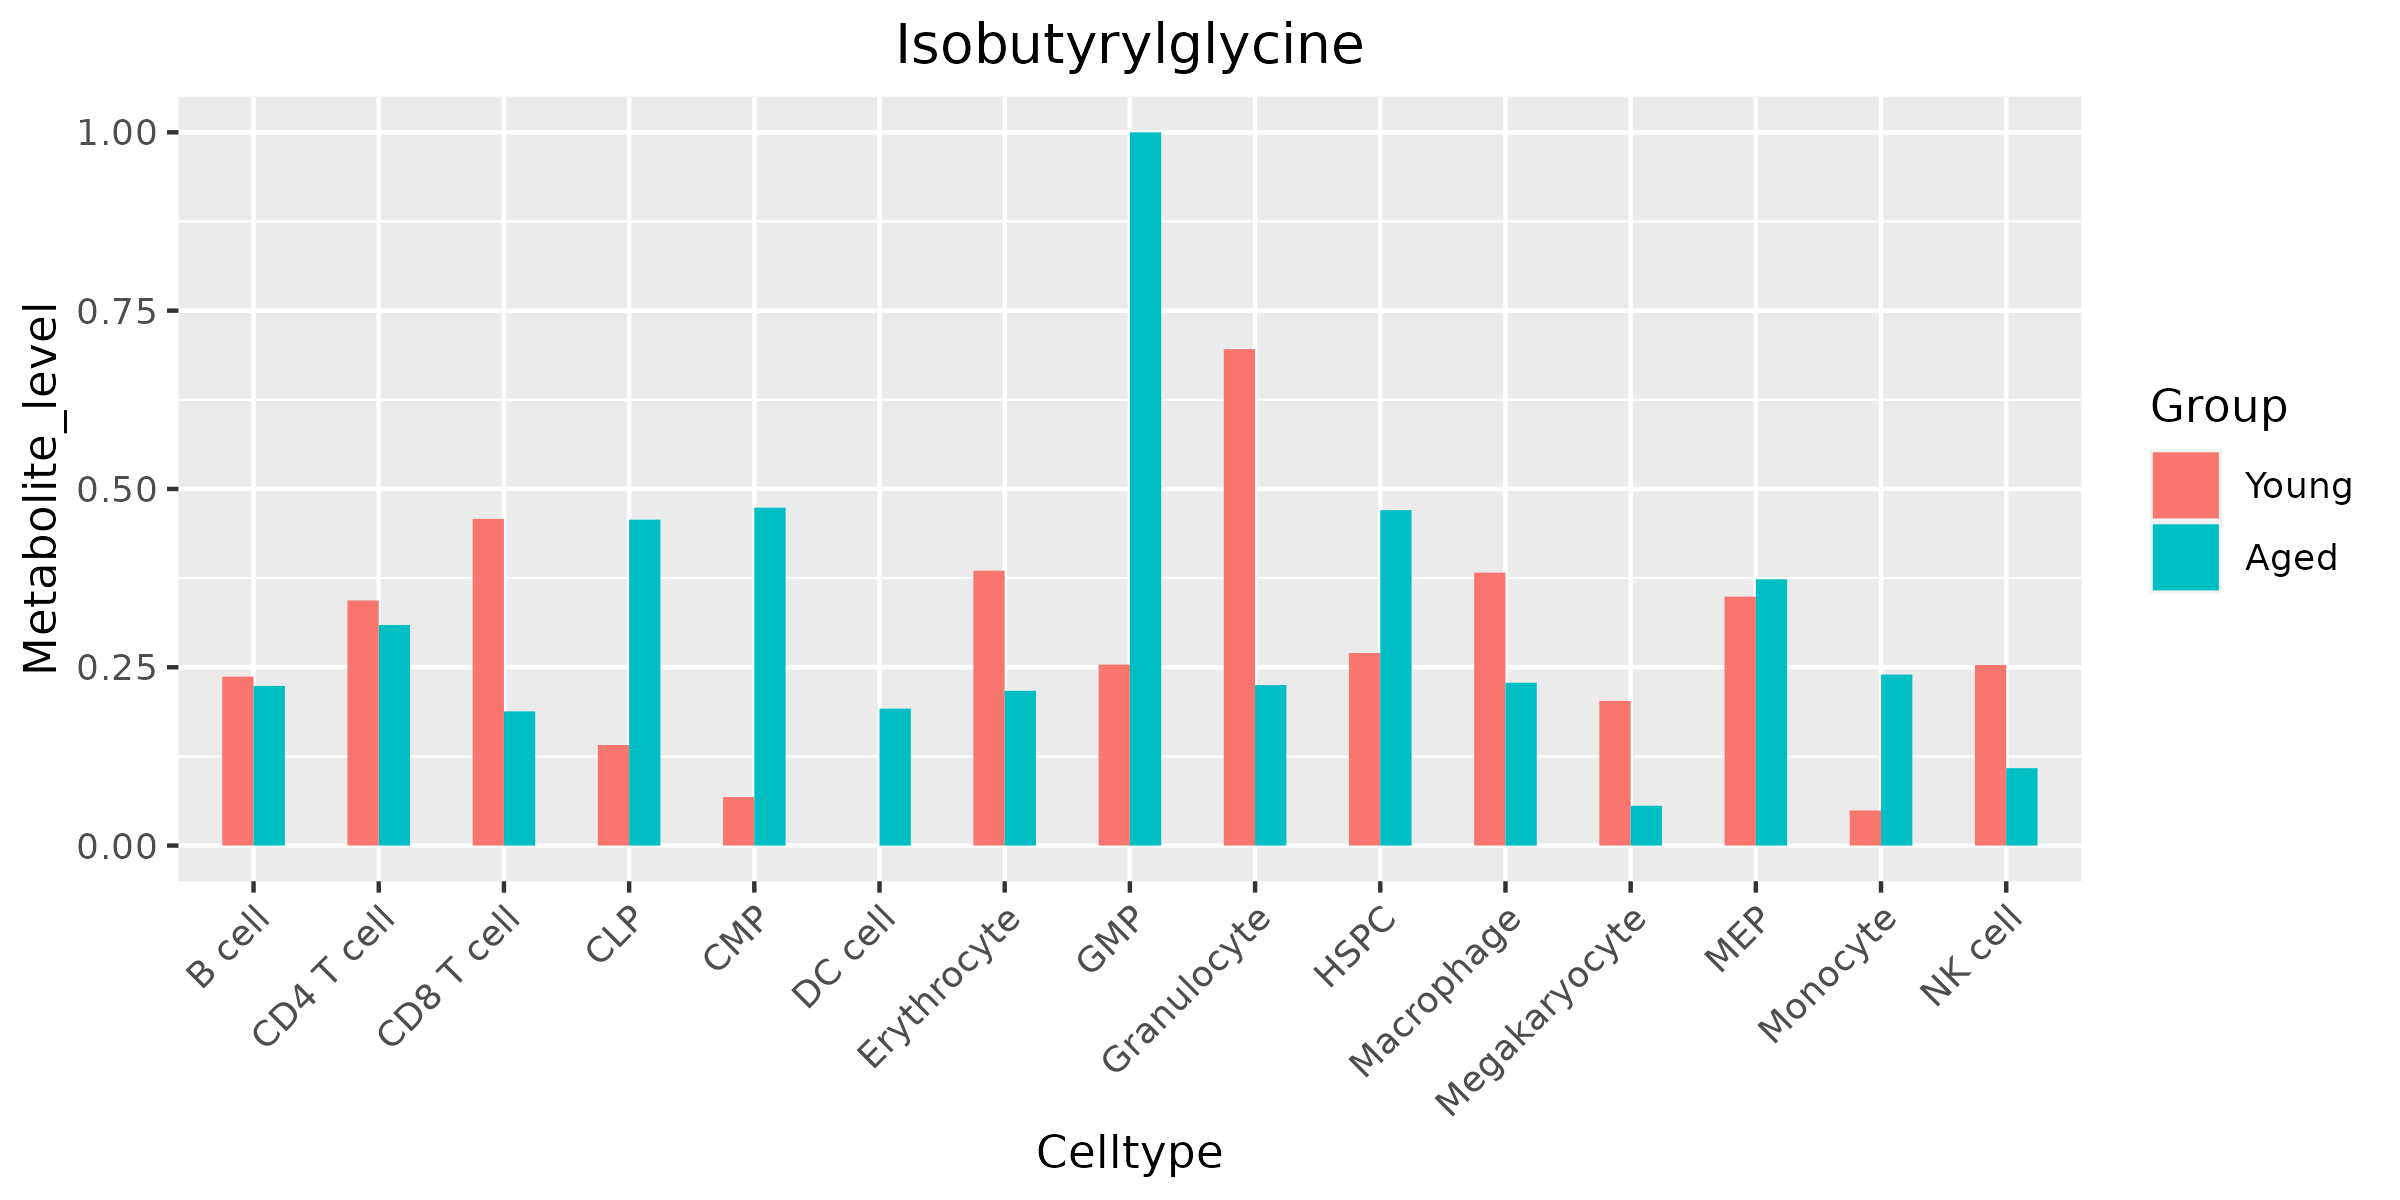 Isobutyrylglycine
Metabolite_level
1.00
0.75
0.50
0.25
0.00
B cell
CD4 T cell
CD8 T cell
CLP
CMP
DC cell
Erythrocyte
GMP
Granulocyte
HSPC
Macrophage
Megakaryocyte
MEP
Monocyte
NK cell
Celltype
Group
Young
Aged